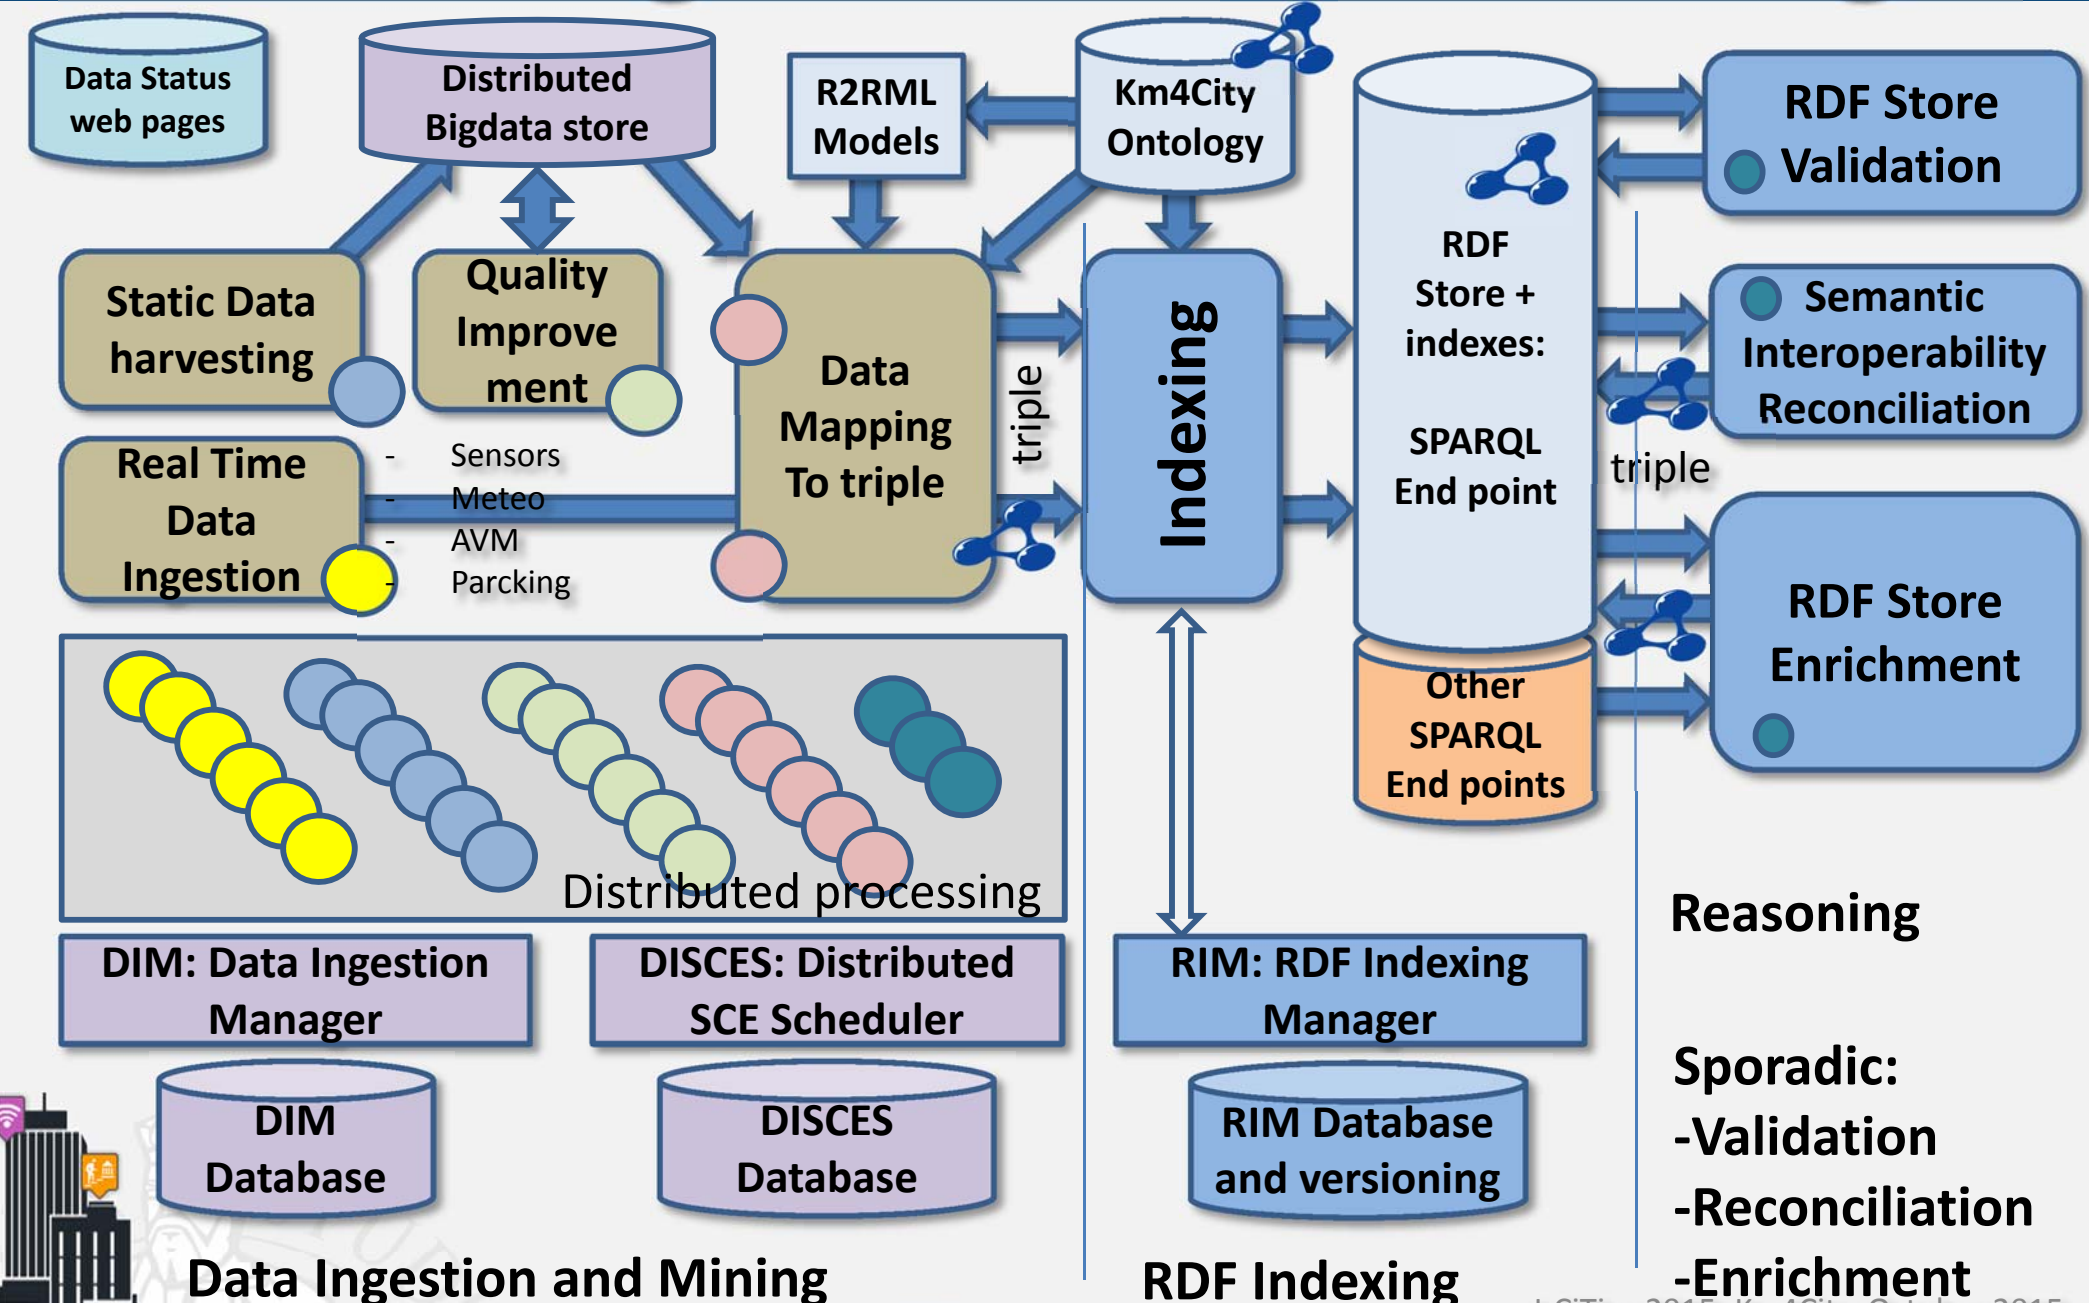 Data Status
web pages
Distributed
Bigdata store
R2RML
Models
Km4City
Ontology
RDF Store
Validation
Static Data
harvesting
Quality
Improve
ment
Data
Mapping
To triple
triple
Indexing
RDF
Store +
indexes:
SPARQL
End point
Semantic
Interoperability
Reconciliation
triple
Real Time
Data
Ingestion
- Sensors
- Meteo
- AVM
- Parcking
RDF Store
Enrichment
Other
SPARQL
End points
Distributed processing
Reasoning
DIM: Data Ingestion
Manager
DISCES: Distributed
SCE Scheduler
RIM: RDF Indexing
Manager
Sporadic:
-Validation
-Reconciliation
-Enrichment
DIM
Database
DISCES
Database
RIM Database
and versioning
Data Ingestion and Mining
RDF Indexing